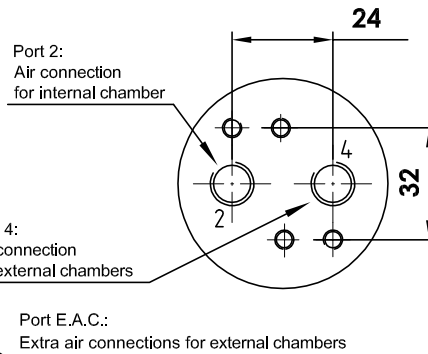 24
Port 2:
Air connection
for internal chamber
4
32
2
4:
connection
external chambers
Port E.A.C.:
Extra air connections for external chambers